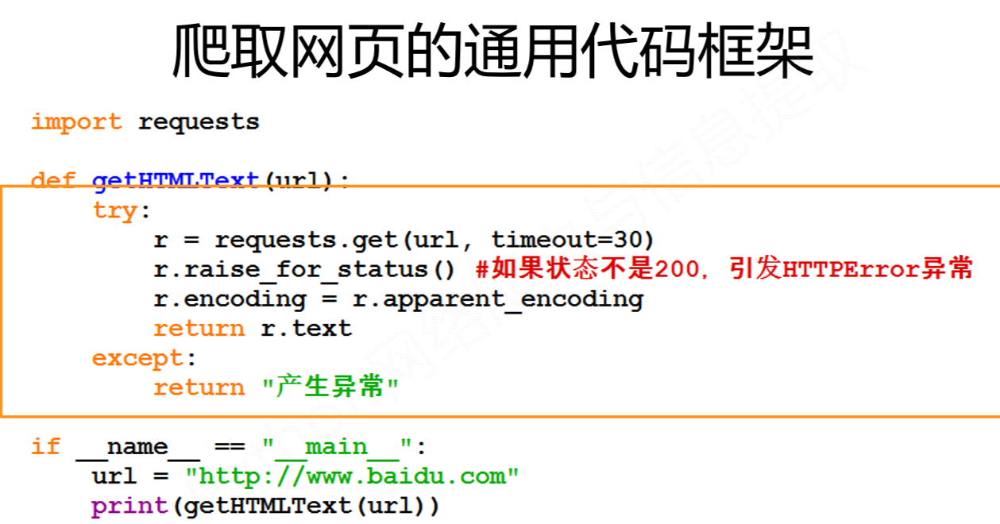 爬取网页的通用代码框架
import requests
def getHTMLText(url):
try:
r = requests.get(url, timeout=30)
r.raise_for_status() #如果状态不是200, 引发HTTPError异常
r.encoding = r.apparent_encoding
return r.text
except:
return "产生异常"
if __name__ == "__main__":
url = "http://www.baidu.com"
print(getHTMLText(url))